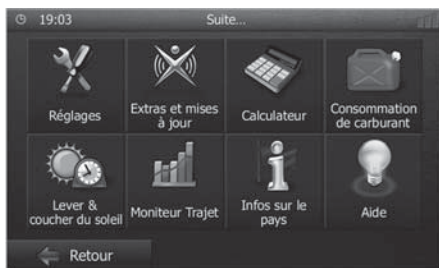 19:03
Suite...
Réglages
Extras et mises
à jour
Calculateur
Consommation
de carburant
Lever &
coucher du soleil
Moniteur Trajet
Infos sur le
pays
Aide
Retour